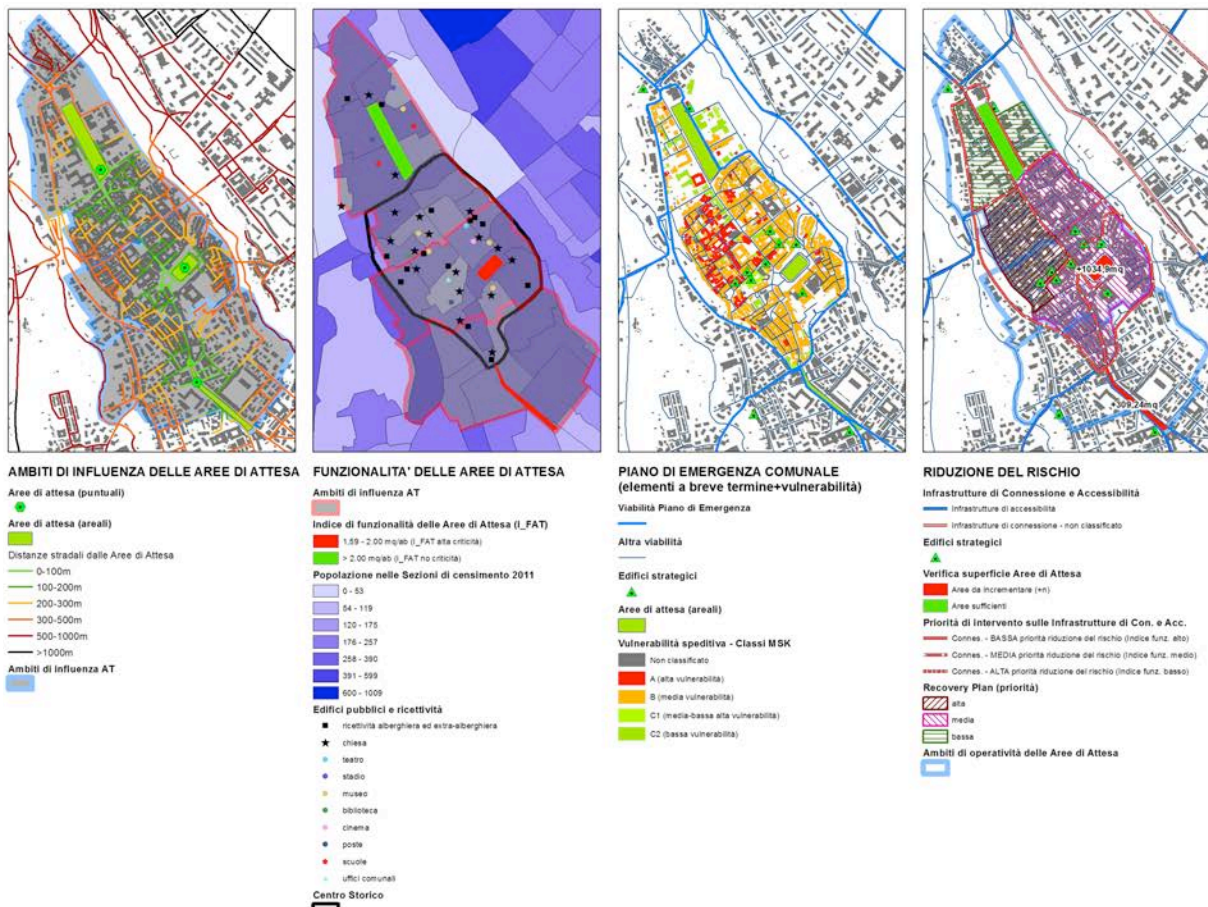 +1034,9mq
+309,24mq
AMBITI DI INFLUENZA DELLE AREE DI ATTESA
Aree di attesa (puntuali)
Aree di attesa (areali)
Distanze stradali dalle Aree di Attesa
0-100m
100-200m
200-300m
300-500m
500-1000m
>1000m
Ambiti di influenza AT
FUNZIONALITA' DELLE AREE DI ATTESA
Ambiti di influenza AT
Indice di funzionalità delle Aree di Attesa (I_FAT)
1,59 - 2.00 mq/ab (I_FAT alta criticità)
> 2.00 mq/ab (I_FAT no criticità)
Popolazione nelle Sezioni di censimento 2011
0 - 53
54 - 119
120 - 175
176 - 257
258 - 390
391 - 599
600 - 1009
Edifici pubblici e ricettività
ricettività alberghiera ed extra-alberghiera
chiesa
teatro
stadio
museo
biblioteca
cinema
poste
scuole
uffici comunali
Centro Storico
PIANO DI EMERGENZA COMUNALE
(elementi a breve termine+vulnerabilità)
Viabilità Piano di Emergenza
Altra viabilità
Edifici strategici
Aree di attesa (areali)
Vulnerabilità speditiva - Classi MSK
Non classificato
A (alta vulnerabilità)
B (media vulnerabilità)
C1 (media-bassa alta vulnerabilità)
C2 (bassa vulnerabilità)
RIDUZIONE DEL RISCHIO
Infrastrutture di Connessione e Accessibilità
Infrastrutture di accessibilità
Infrastrutture di connessione - non classificato
Edifici strategici
Verifica superficie Aree di Attesa
Aree da incrementare (+n)
Aree sufficienti
Priorità di intervento sulle Infrastrutture di Con. e Acc.
Connes. - BASSA priorità riduzione del rischio (Indice funz. alto)
Connes. - MEDIA priorità riduzione del rischio (Indice funz. medio)
Connes. - ALTA priorità riduzione del rischio (Indice funz. basso)
Recovery Plan (priorità)
alta
media
bassa
Ambiti di operatività delle Aree di Attesa